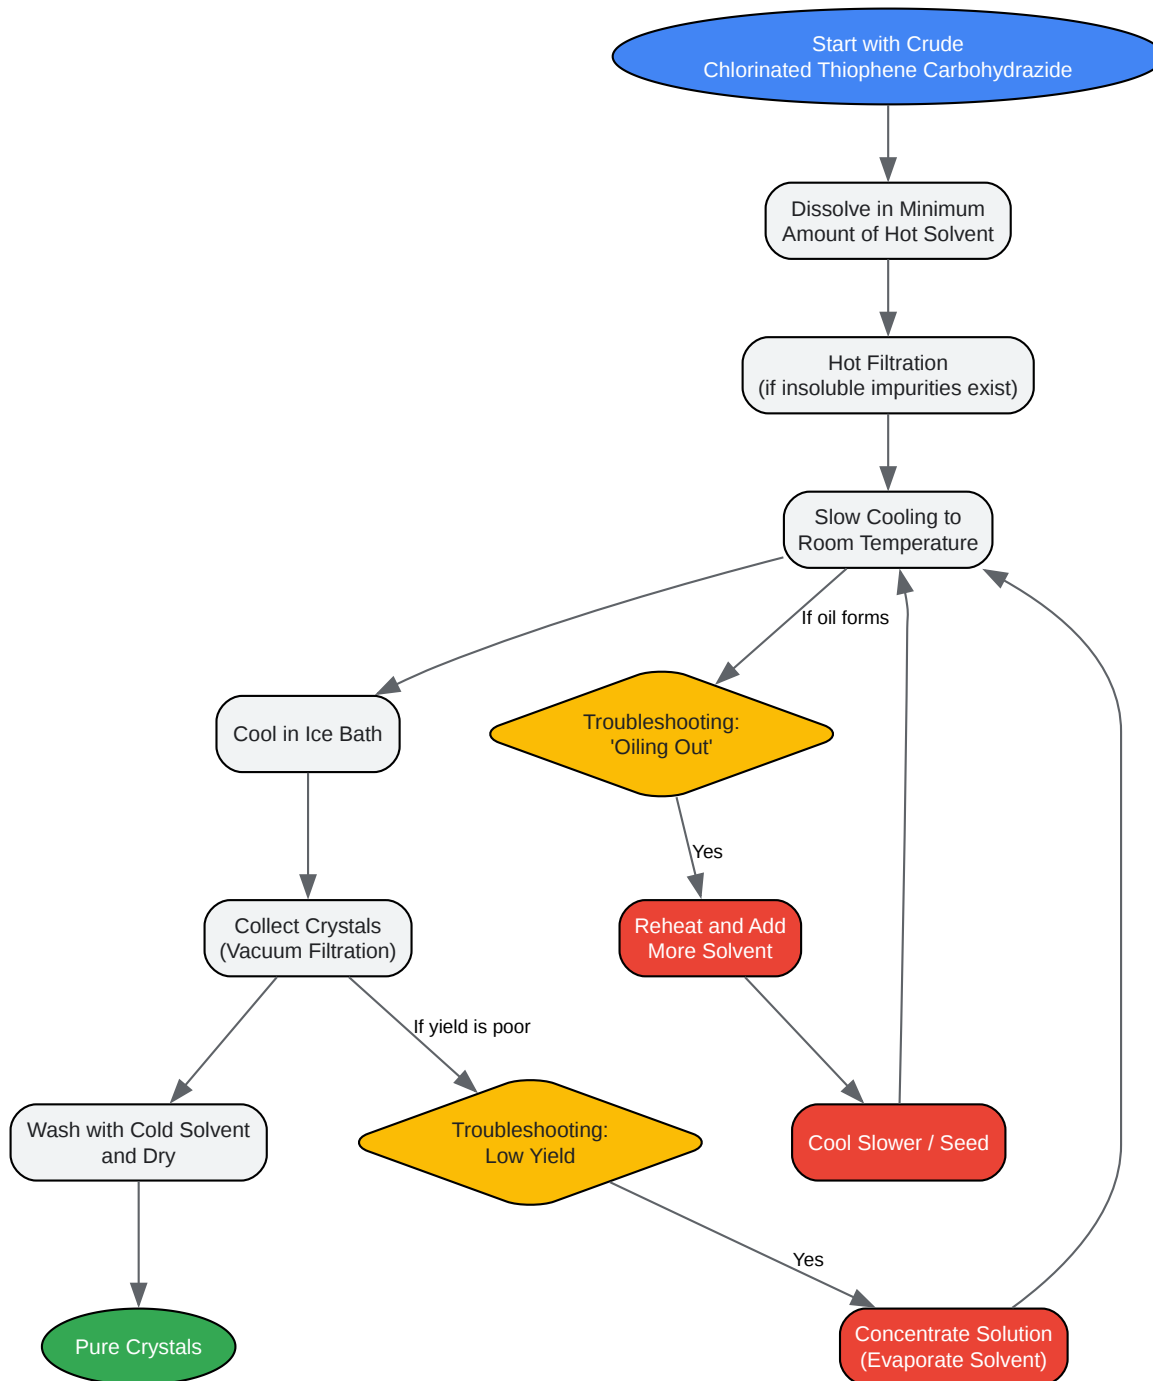 Start with Crude
Chlorinated Thiophene Carbohydrazide
Dissolve in Minimum
Amount of Hot Solvent
Hot Filtration
(if insoluble impurities exist)
Slow Cooling to
Room Temperature
If oil forms
Cool in Ice Bath
Troubleshooting:
'Oiling Out'
Yes
Collect Crystals
(Vacuum Filtration)
Reheat and Add
More Solvent
If yield is poor
Wash with Cold Solvent
and Dry
Troubleshooting:
Low Yield
Cool Slower / Seed
Yes
Pure Crystals
Concentrate Solution
(Evaporate Solvent)